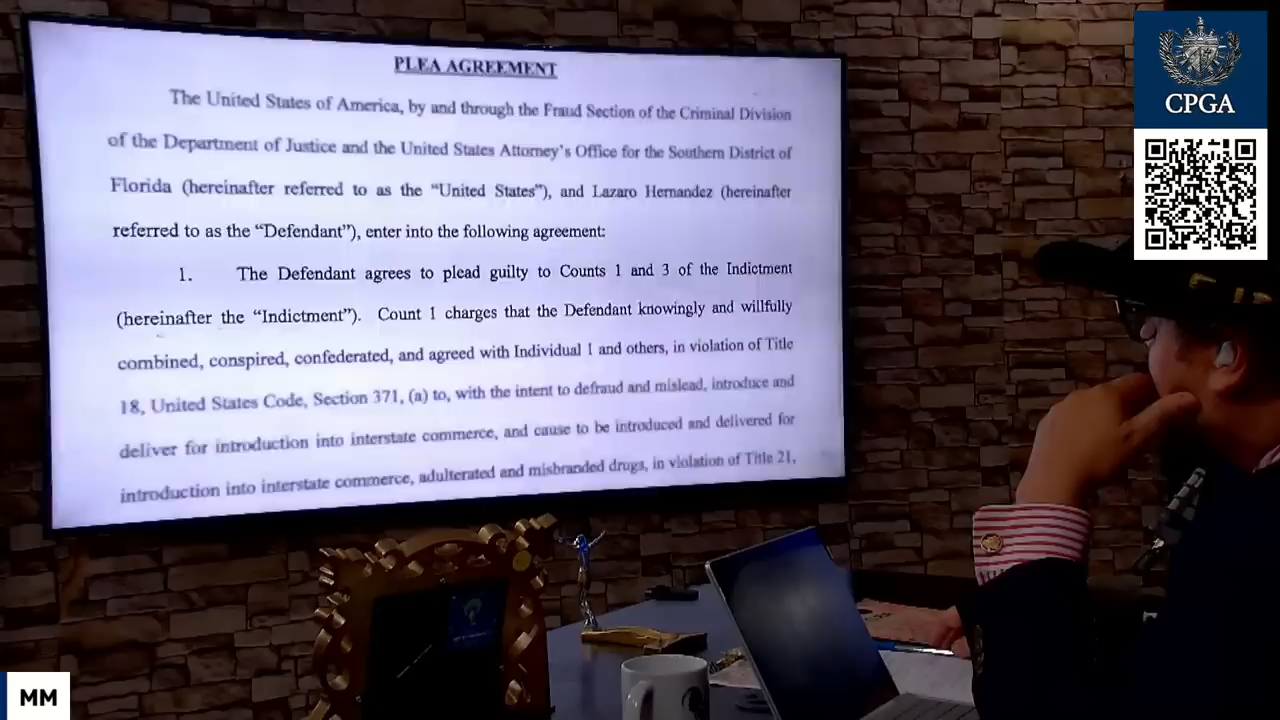 PLEA AGREEMENT
The United States of America, by and through the Fraud Section of the Criminal Division
of the Department of Justice and the United States Attorney's Office for the Southern District of
Florida (hereinafter referred to as the “United States”), and Lazaro Hernandez (hereinafter
referred to as the “Defendant”), enter into the following agreement:
1. The Defendant agrees to plead guilty to Counts 1 and 3 of the Indictment
(hereinafter the “Indictment”). Count 1 charges that the Defendant knowingly and willfully
combined, conspired, confederated, and agreed with Individual 1 and others, in violation of Title
18, United States Code, Section 371, (a) to, with the intent to defraud and mislead, introduce and
deliver for introduction into interstate commerce, and cause to be introduced and delivered for
introduction into interstate commerce, adulterated and misbranded drugs, in violation of Title 21,
CPGA
MM